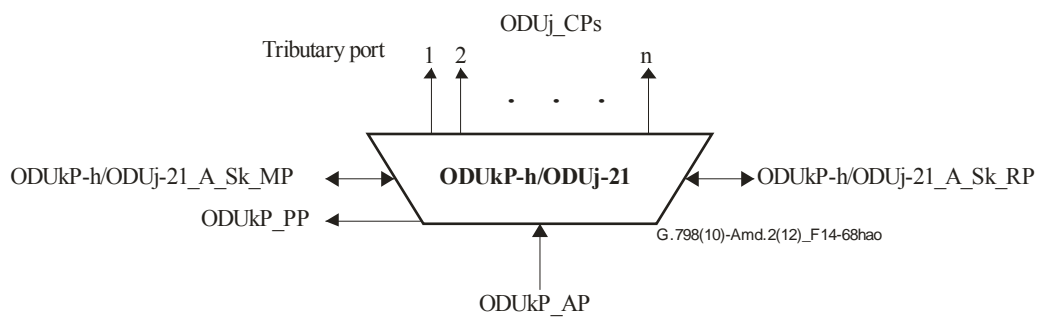 ODUj_CPs
Tributary port 1 2 n
. . .
ODUkP-h/ODUj-21_A_Sk_MP ODUkP-h/ODUj-21 ODUkP-h/ODUj-21_A_Sk_RP
ODUkP_PP
G.798(10)-Amd.2(12)_F14-68hao
ODUkP_AP